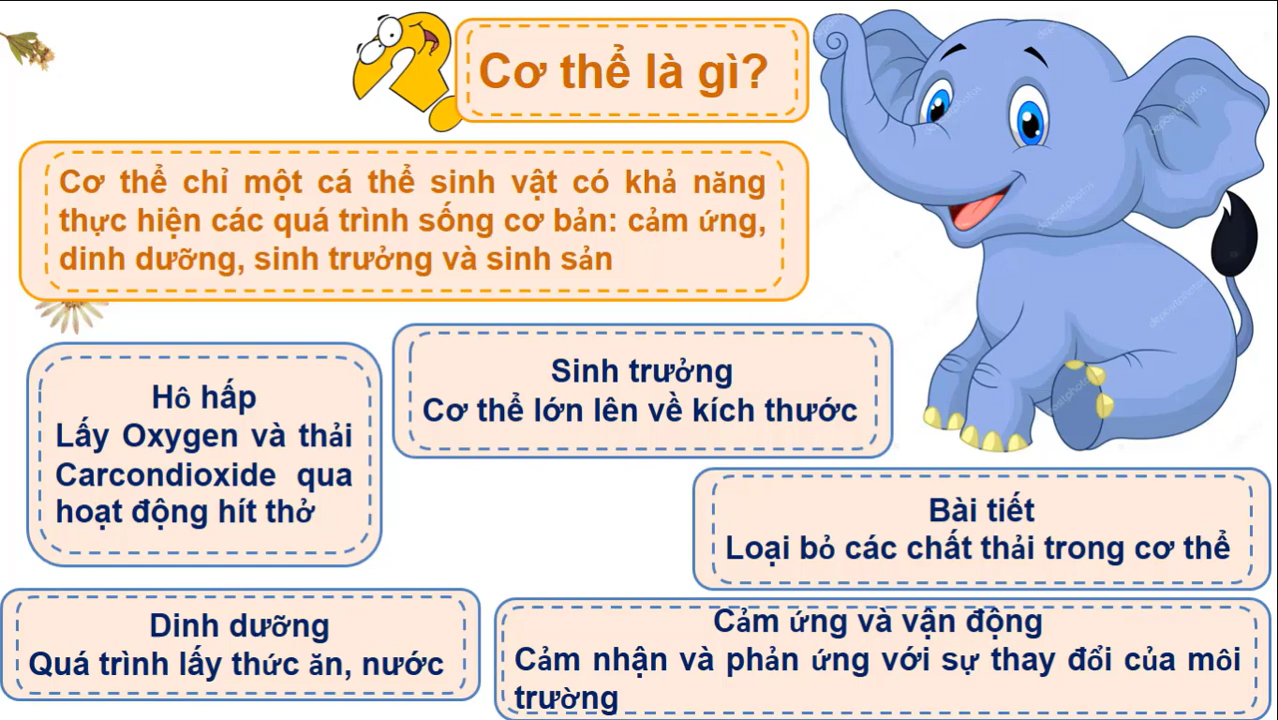 Cơ thể là gì?
Cơ thể chỉ một cá thể sinh vật có khả năng
thực hiện các quá trình sống cơ bản: cảm ứng,
dinh dưỡng, sinh trưởng và sinh sản
Sinh trưởng
Cơ thể lớn lên về kích thước
Hô hấp
Lấy Oxygen và thải
Carcondioxide qua
hoạt động hít thở
Bài tiết
Loại bỏ các chất thải trong cơ thể
Dinh dưỡng
Quá trình lấy thức ăn, nước
Cảm ứng và vận động
Cảm nhận và phản ứng với sự thay đổi của môi
trường
depositphotos
depositphotos
depositphotos
depositphotos